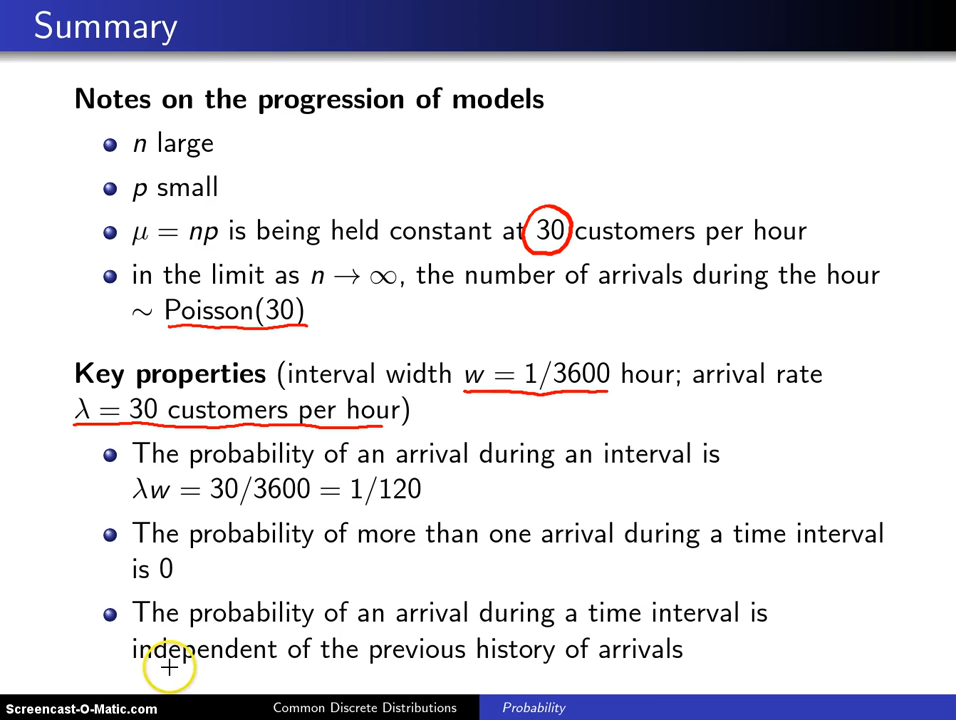 Summary
Notes on the progression of models
n large
p small
μ = np is being held constant at 30 customers per hour
in the limit as n → ∞, the number of arrivals during the hour
∼ Poisson(30)
Key properties (interval width w = 1/3600 hour; arrival rate
λ = 30 customers per hour)
The probability of an arrival during an interval is
λw = 30/3600 = 1/120
The probability of more than one arrival during a time interval
is 0
The probability of an arrival during a time interval is
independent of the previous history of arrivals
Screencast-O-Matic.com Common Discrete Distributions Probability